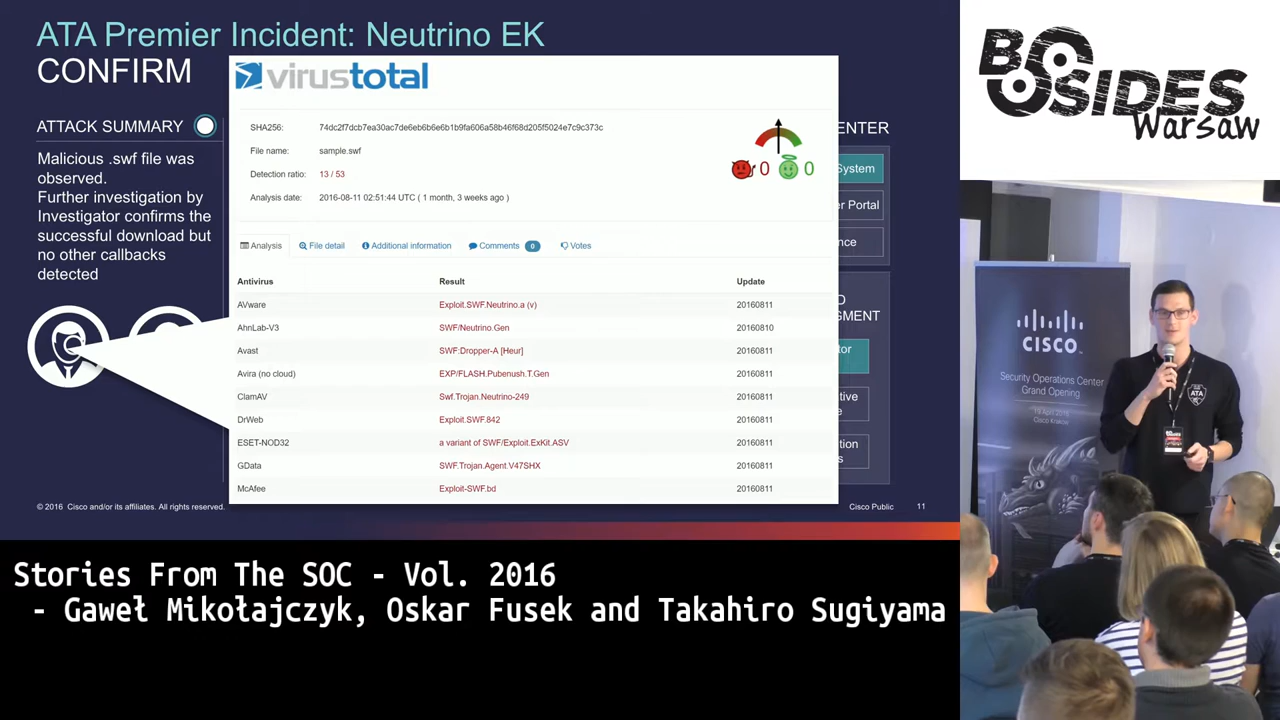 ATA Premier Incident: Neutrino EK
CONFIRM
ATTACK SUMMARY
Malicious .swf file was
observed.
Further investigation by
Investigator confirms the
successful download but
no other callbacks
detected
virustotal
SHA256: 74dc2f7dcb7ea30ac7de6eb6b6e6b1b9fa606a58b46f68d205f5024e7c9c373c
File name: sample.swf
Detection ratio: 13 / 53
Analysis date: 2016-08-11 02:51:44 UTC ( 1 month, 3 weeks ago )
0 0
Analysis File detail Additional information Comments 0 Votes
Antivirus Result Update
AVware Exploit.SWF.Neutrino.a (v) 20160811
AhnLab-V3 SWF/Neutrino.Gen 20160810
Avast SWF:Dropper-A [Heur] 20160811
Avira (no cloud) EXP/FLASH.Pubenush.T.Gen 20160811
ClamAV Swf.Trojan.Neutrino-249 20160811
DrWeb Exploit.SWF.842 20160811
ESET-NOD32 a variant of SWF/Exploit.ExKit.ASV 20160811
GData SWF.Trojan.Agent.V47SHX 20160811
McAfee Exploit-SWF.bd 20160811
ENTER
System
r Portal
nce
MENT
tor
tive
e
tion
s
© 2016 Cisco and/or its affiliates. All rights reserved.
Cisco Public 11
BSIDES
Warsaw
CISCO
Security Operations Center
Grand Opening
Cisco Kraków
ATA
Stories From The SOC - Vol. 2016
- Gaweł Mikołajczyk, Oskar Fusek and Takahiro Sugiyama